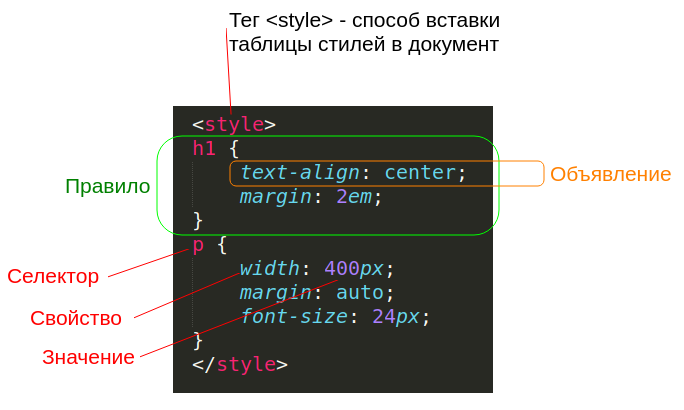 Тег <style> - способ вставки
таблицы стилей в документ
<style>
h1 {
text-align: center;
margin: 2em;
}
p {
width: 400px;
margin: auto;
font-size: 24px;
}
</style>
Правило
Объявление
Селектор
Свойство
Значение